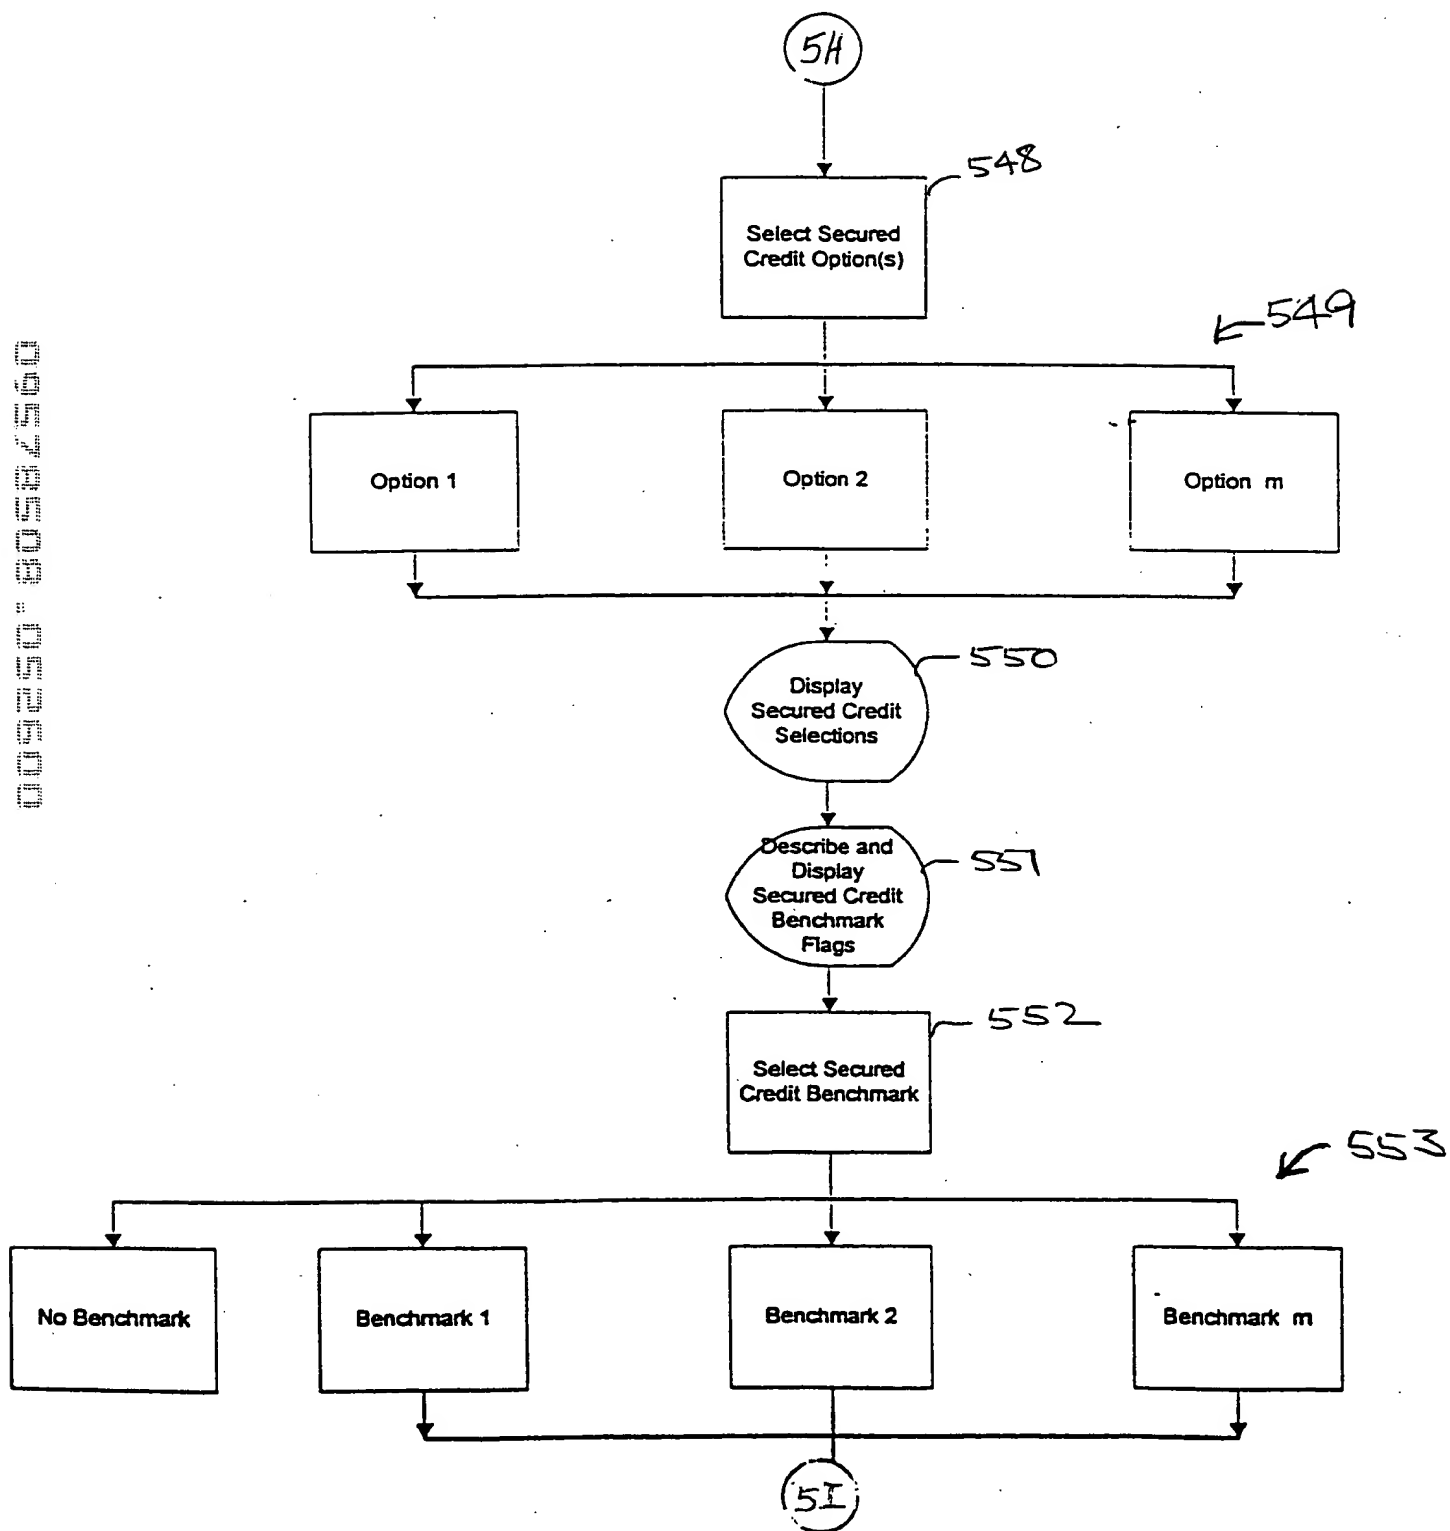 5H
548
Select Secured
Credit Option(s)
549
Option 1
Option 2
Option m
550
Display
Secured Credit
Selections
551
Describe and
Display
Secured Credit
Benchmark
Flags
552
Select Secured
Credit Benchmark
553
No Benchmark
Benchmark 1
Benchmark 2
Benchmark m
5I